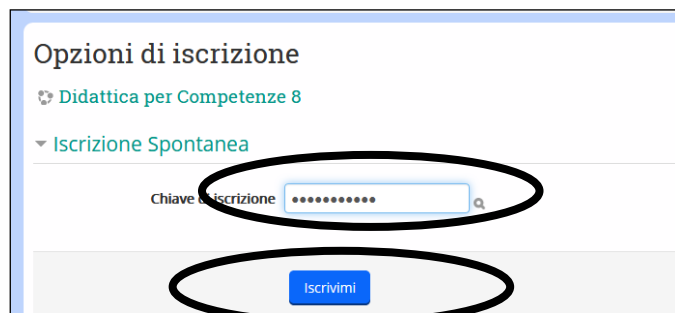 Opzioni di iscrizione
Didattica per Competenze 8
Iscrizione Spontanea
Chiave di iscrizione •••••••••••
Iscrivimi